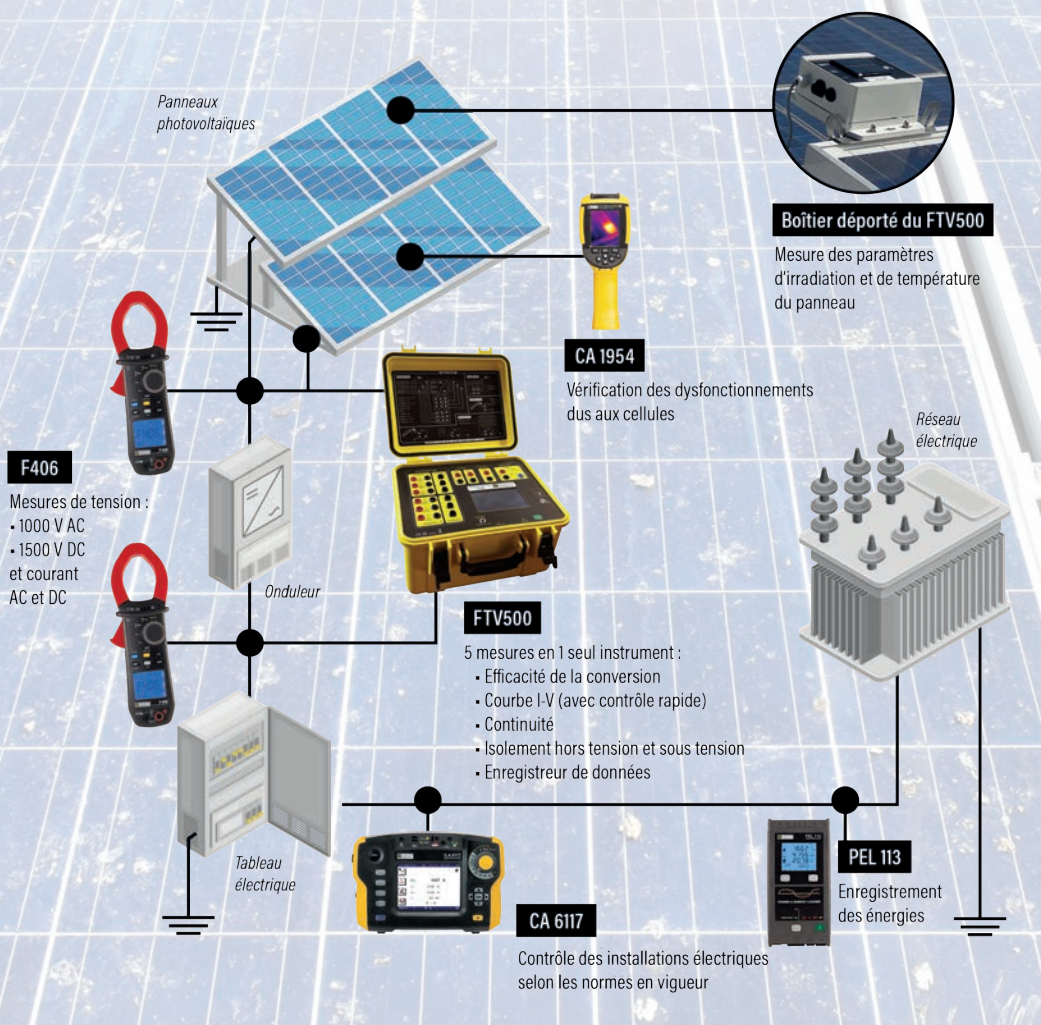 Panneaux
photovoltaïques
Boîtier déporté du FTV500
Mesure des paramètres
d'irradiation et de température
du panneau
CA 1954
Vérification des dysfonctionnements
dus aux cellules
Réseau
électrique
F406
Mesures de tension :
▪ 1000 V AC
▪ 1500 V DC
et courant
AC et DC
Onduleur
FTV500
5 mesures en 1 seul instrument :
▪ Efficacité de la conversion
▪ Courbe I-V (avec contrôle rapide)
▪ Continuité
▪ Isolement hors tension et sous tension
▪ Enregistreur de données
Tableau
électrique
CA 6117
Contrôle des installations électriques
selon les normes en vigueur
PEL 113
Enregistrement
des énergies